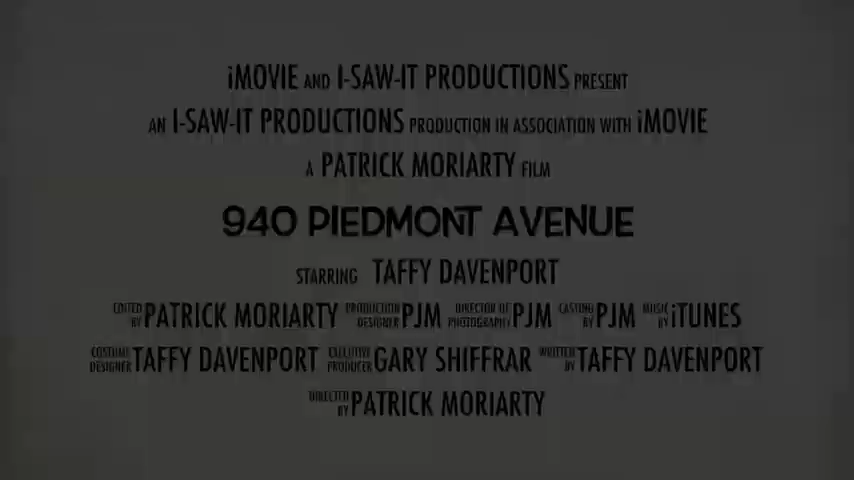 iMOVIE AND I-SAW-IT PRODUCTIONS PRESENT
AN I-SAW-IT PRODUCTIONS PRODUCTION IN ASSOCIATION WITH iMOVIE
A PATRICK MORIARTY FILM
940 PIEDMONT AVENUE
STARRING TAFFY DAVENPORT
EDITED BY PATRICK MORIARTY PRODUCTION DESIGNER PJM DIRECTOR OF PHOTOGRAPHY PJM CASTING BY PJM MUSIC BY iTUNES
COSTUME DESIGNER TAFFY DAVENPORT EXECUTIVE PRODUCER GARY SHIFFRAR WRITTEN BY TAFFY DAVENPORT
DIRECTED BY PATRICK MORIARTY